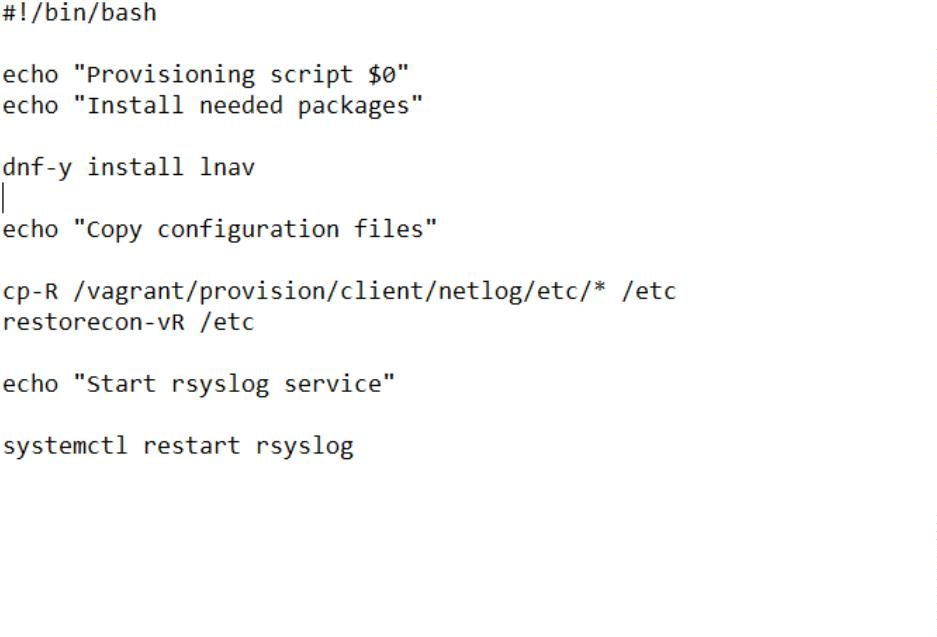 #!/bin/bash
echo "Provisioning script $0"
echo "Install needed packages"
dnf-y install lnav
echo "Copy configuration files"
cp-R /vagrant/provision/client/netlog/etc/* /etc
restorecon-vR /etc
echo "Start rsyslog service"
systemctl restart rsyslog